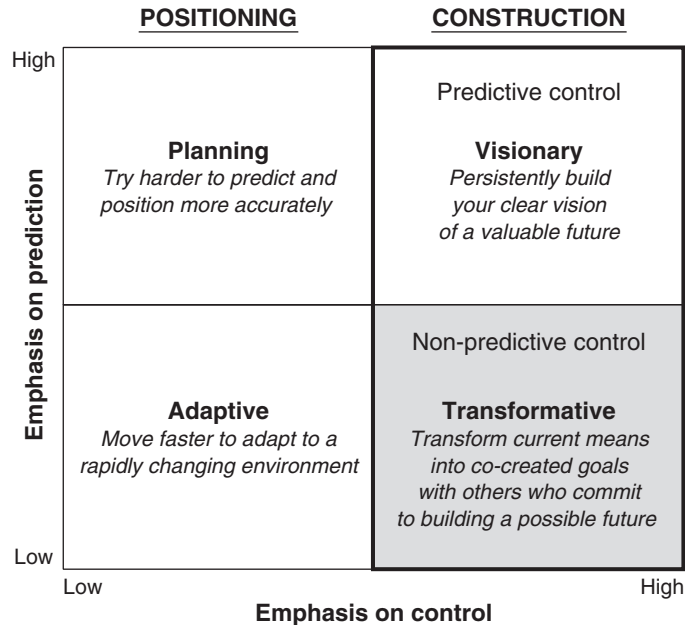 POSITIONING
CONSTRUCTION
High
Predictive control
Planning
Try harder to predict and
position more accurately
Visionary
Persistently build
your clear vision
of a valuable future
Emphasis on prediction
Non-predictive control
Adaptive
Move faster to adapt to a
rapidly changing environment
Transformative
Transform current means
into co-created goals
with others who commit
to building a possible future
Low
Low
High
Emphasis on control